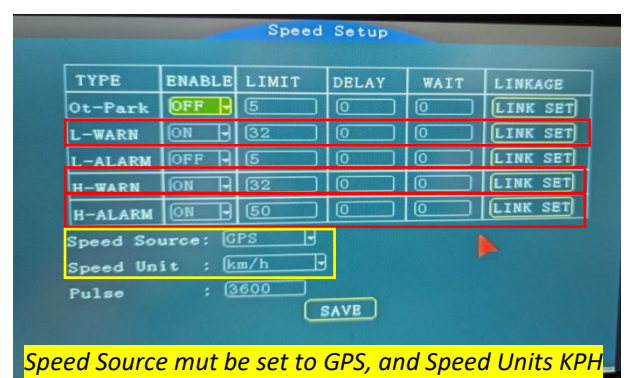 Speed Setup
TYPE ENABLE LIMIT DELAY WAIT LINKAGE
Ot-Park OFF 5 0 0 LINK SET
L-WARN ON 32 0 0 LINK SET
L-ALARM OFF 5 0 0 LINK SET
H-WARN ON 32 0 0 LINK SET
H-ALARM ON 50 0 0 LINK SET
Speed Source: GPS
Speed Unit : km/h
Pulse : 3600
SAVE
Speed Source mut be set to GPS, and Speed Units KPH